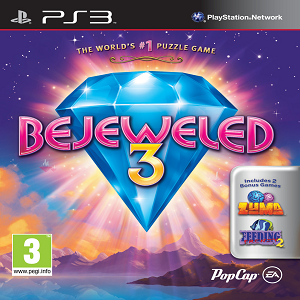 PS3
PlayStation Network
THE WORLD'S #1 PUZZLE GAME
BEJEWELED
3
Includes 2
Bonus Games
ZUMA
FEEDING
2
3
www.pegi.info
PopCap
EA